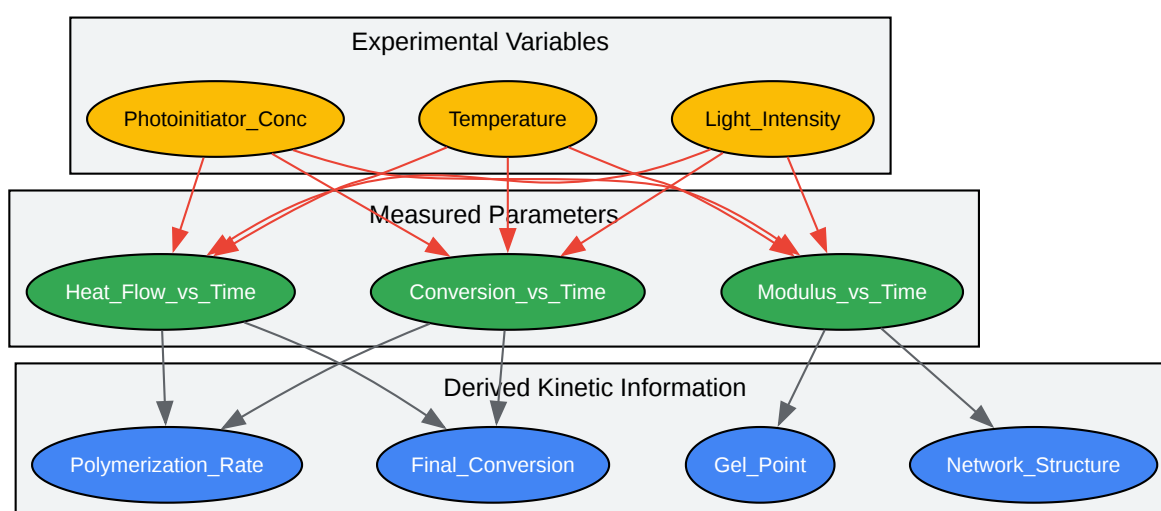 Experimental Variables
Photoinitiator_Conc
Temperature
Light_Intensity
Measured Parameters
Heat_Flow_vs_Time
Conversion_vs_Time
Modulus_vs_Time
Derived Kinetic Information
Polymerization_Rate
Final_Conversion
Gel_Point
Network_Structure